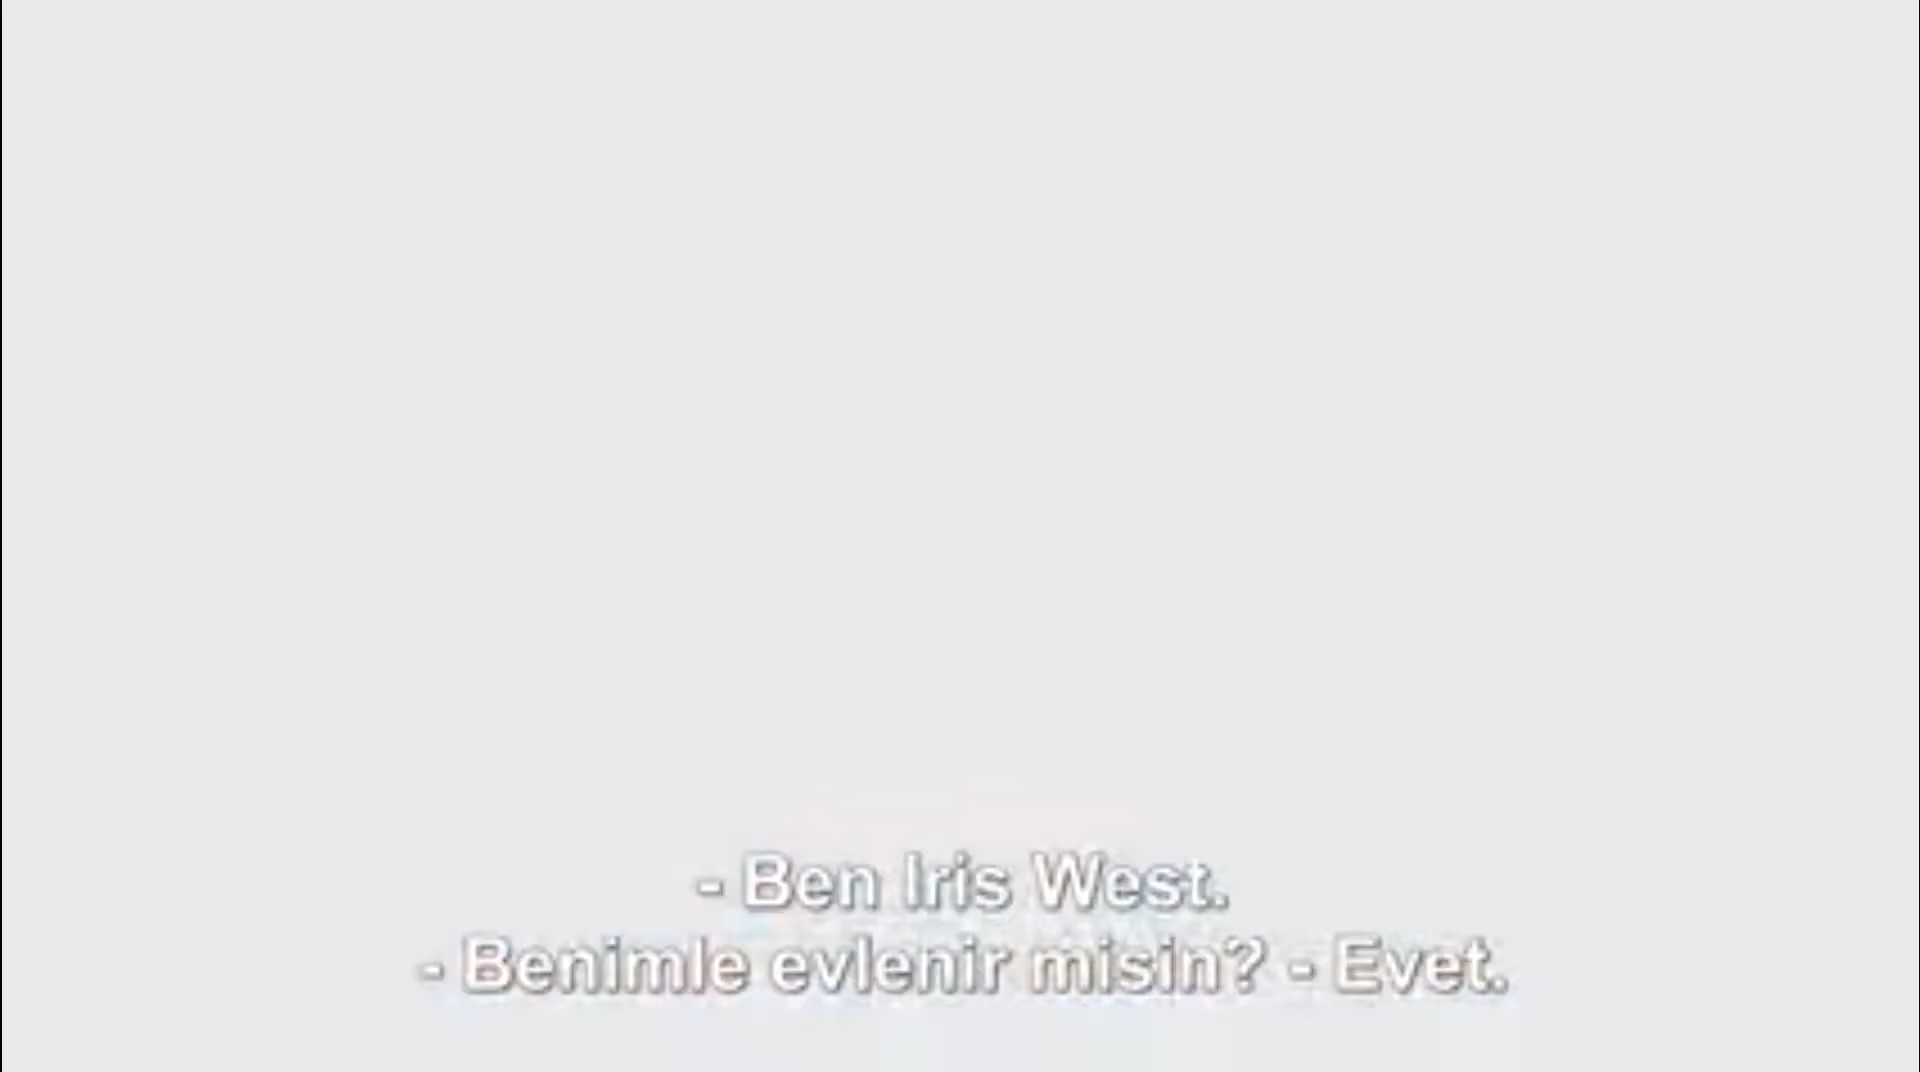 - Ben Iris West.
- Benimle evlenir misin? - Evet.